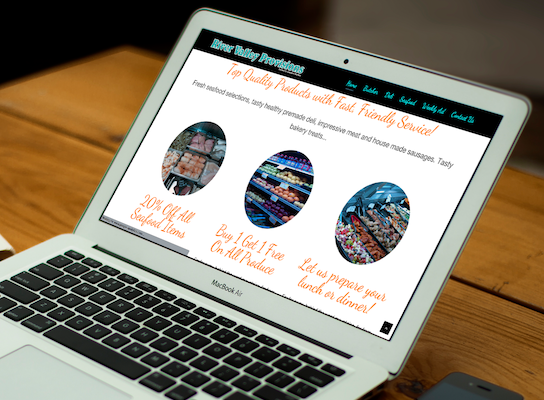 River Valley Provisions
Home Butcher Deli Seafood Weekly Ad Contact Us
Top Quality Products with Fast, Friendly Service!
Fresh seafood selections, tasty healthy premade deli, impressive meat and house made sausages. Tasty
bakery treats...
20% Off All
Seafood Items
Buy 1 Get 1 Free
On All Produce
Let us prepare your
lunch or dinner!
MacBook Air